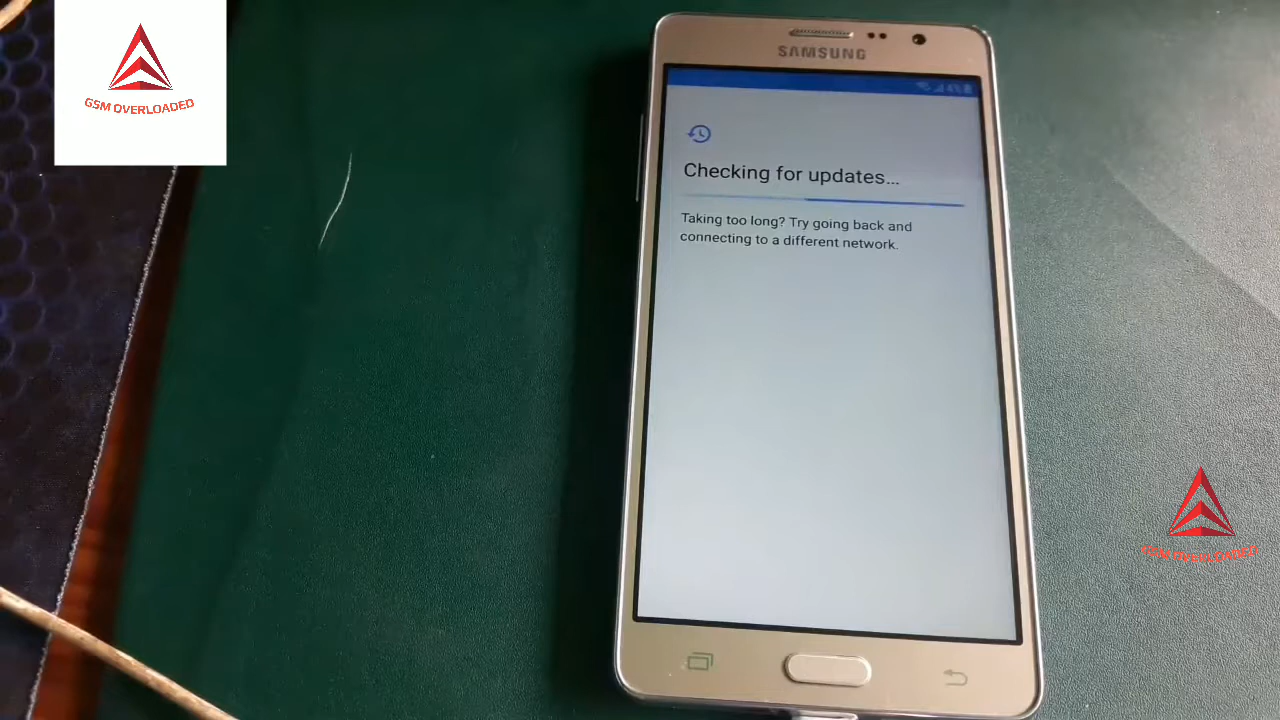 GSM OVERLOADED
SAMSUNG
Checking for updates...
Taking too long? Try going back and
connecting to a different network.
GSM OVERLOADED